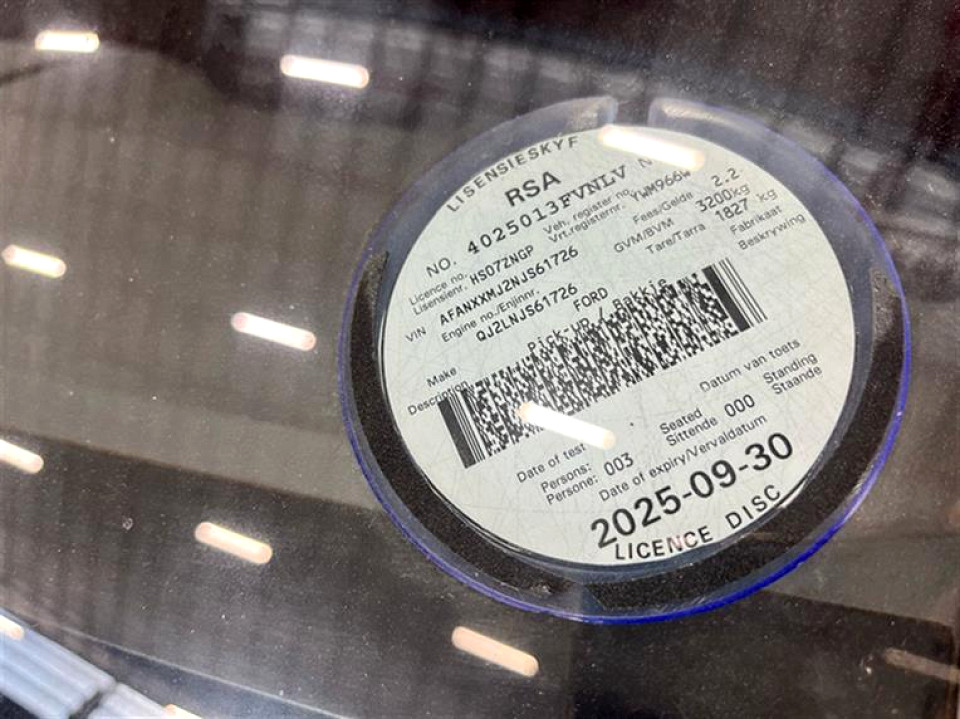 LISENSIESKYF
RSA
NO. 4025013FVNLV N
Licence no. Veh. register no.
Lisensienr. HS07ZNGP Vrt.registernr. YWM966W
VIN AFANXXMJ2NJS61726 Fees/Gelde 2.2
Engine no./Enjinnr. GVM/BVM 3200kg
QJ2LNJS61726 Tare/Tarra 1827 kg
Make FORD Fabrikaat
Description Pick-up / Bakkie Beskrywing
Date of test Datum van toets
Persons: Seated Standing
Persone: 003 Sittende 000 Staande
Date of expiry/Vervaldatum
2025-09-30
LICENCE DISC